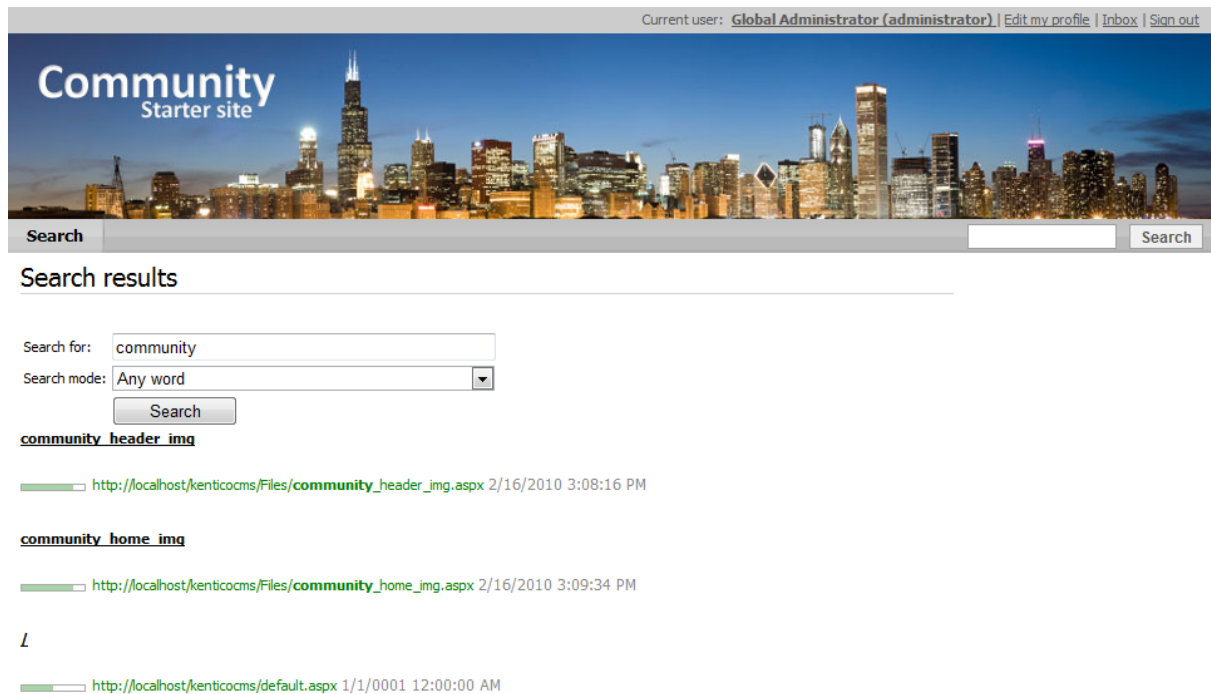 Current user: Global Administrator (administrator) | Edit my profile | Inbox | Sign out
Community
Starter site
Search
Search
Search results
Search for: community
Search mode: Any word
Search
community_header_img
http://localhost/kenticocms/Files/community_header_img.aspx 2/16/2010 3:08:16 PM
community_home_img
http://localhost/kenticocms/Files/community_home_img.aspx 2/16/2010 3:09:34 PM
http://localhost/kenticocms/default.aspx 1/1/0001 12:00:00 AM